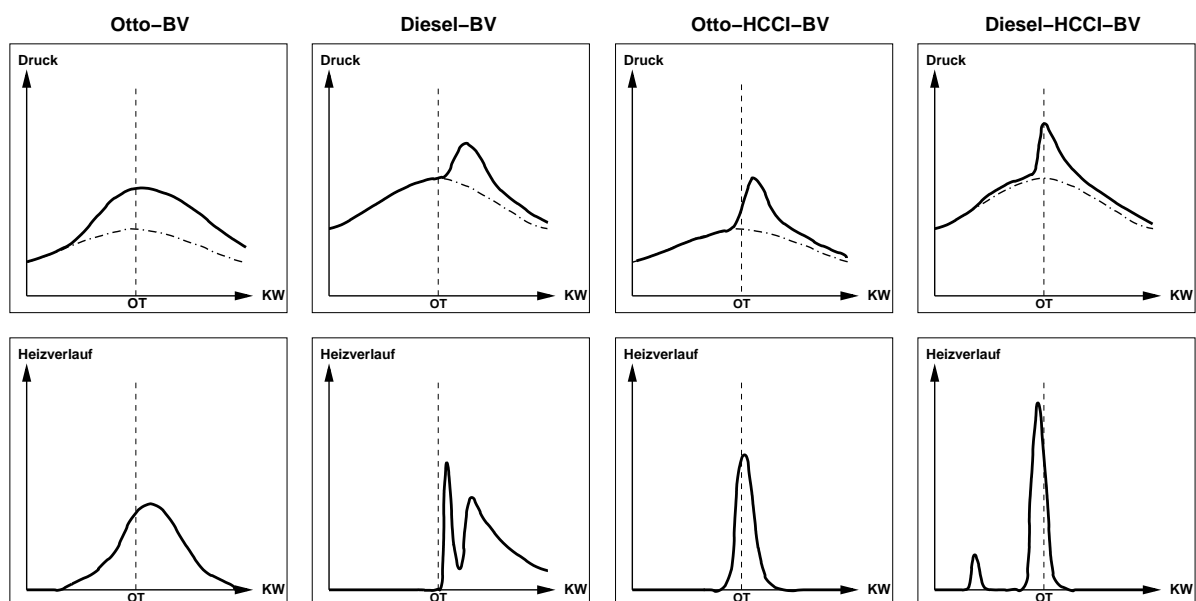 Otto–BV
Diesel–BV
Otto–HCCI–BV
Diesel–HCCI–BV
Druck
Druck
Druck
Druck
OT
KW
OT
KW
OT
KW
OT
KW
Heizverlauf
Heizverlauf
Heizverlauf
Heizverlauf
OT
KW
OT
KW
OT
KW
OT
KW